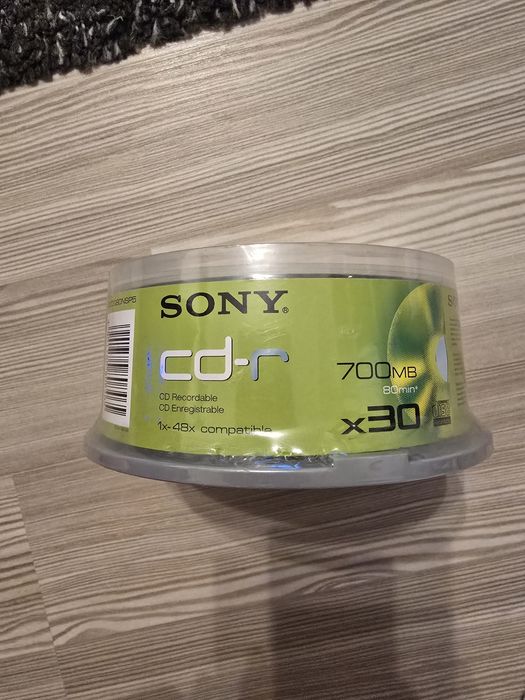 SONY®
cd-r
CD Recordable
CD Enregistrable
1x-48x compatible
700MB
80min*
x30